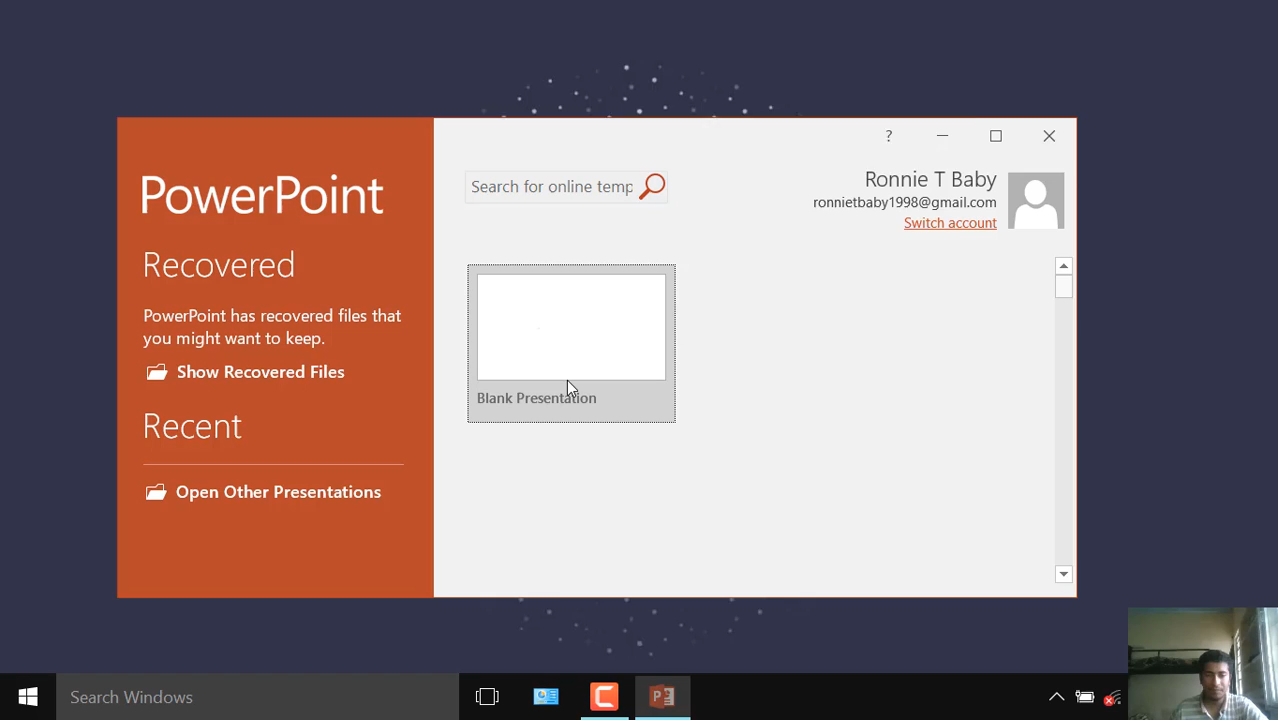 PowerPoint
Recovered
PowerPoint has recovered files that
you might want to keep.
Show Recovered Files
Recent
Open Other Presentations
?
Search for online temp
Ronnie T Baby
ronnietbaby1998@gmail.com
Switch account
Blank Presentation
Search Windows